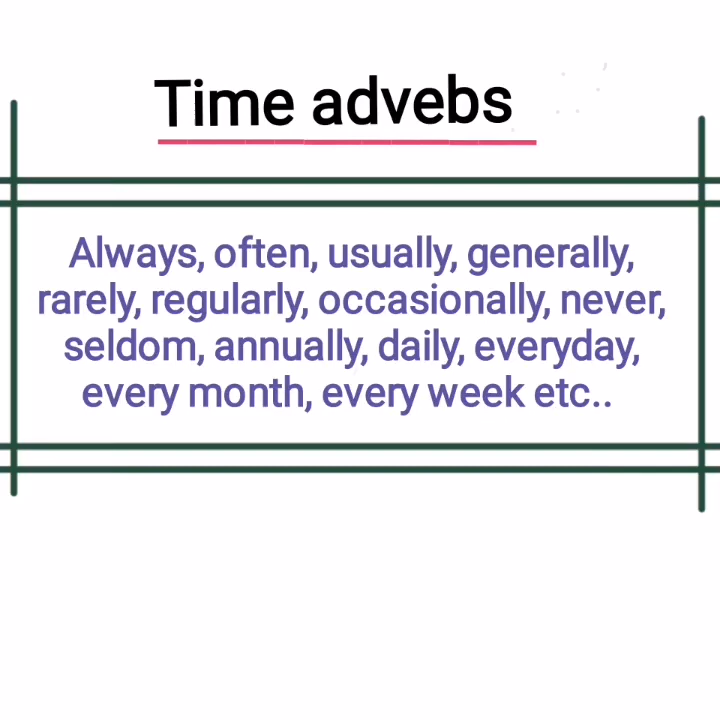 Time advebs
Always, often, usually, generally,
rarely, regularly, occasionally, never,
seldom, annually, daily, everyday,
every month, every week etc..